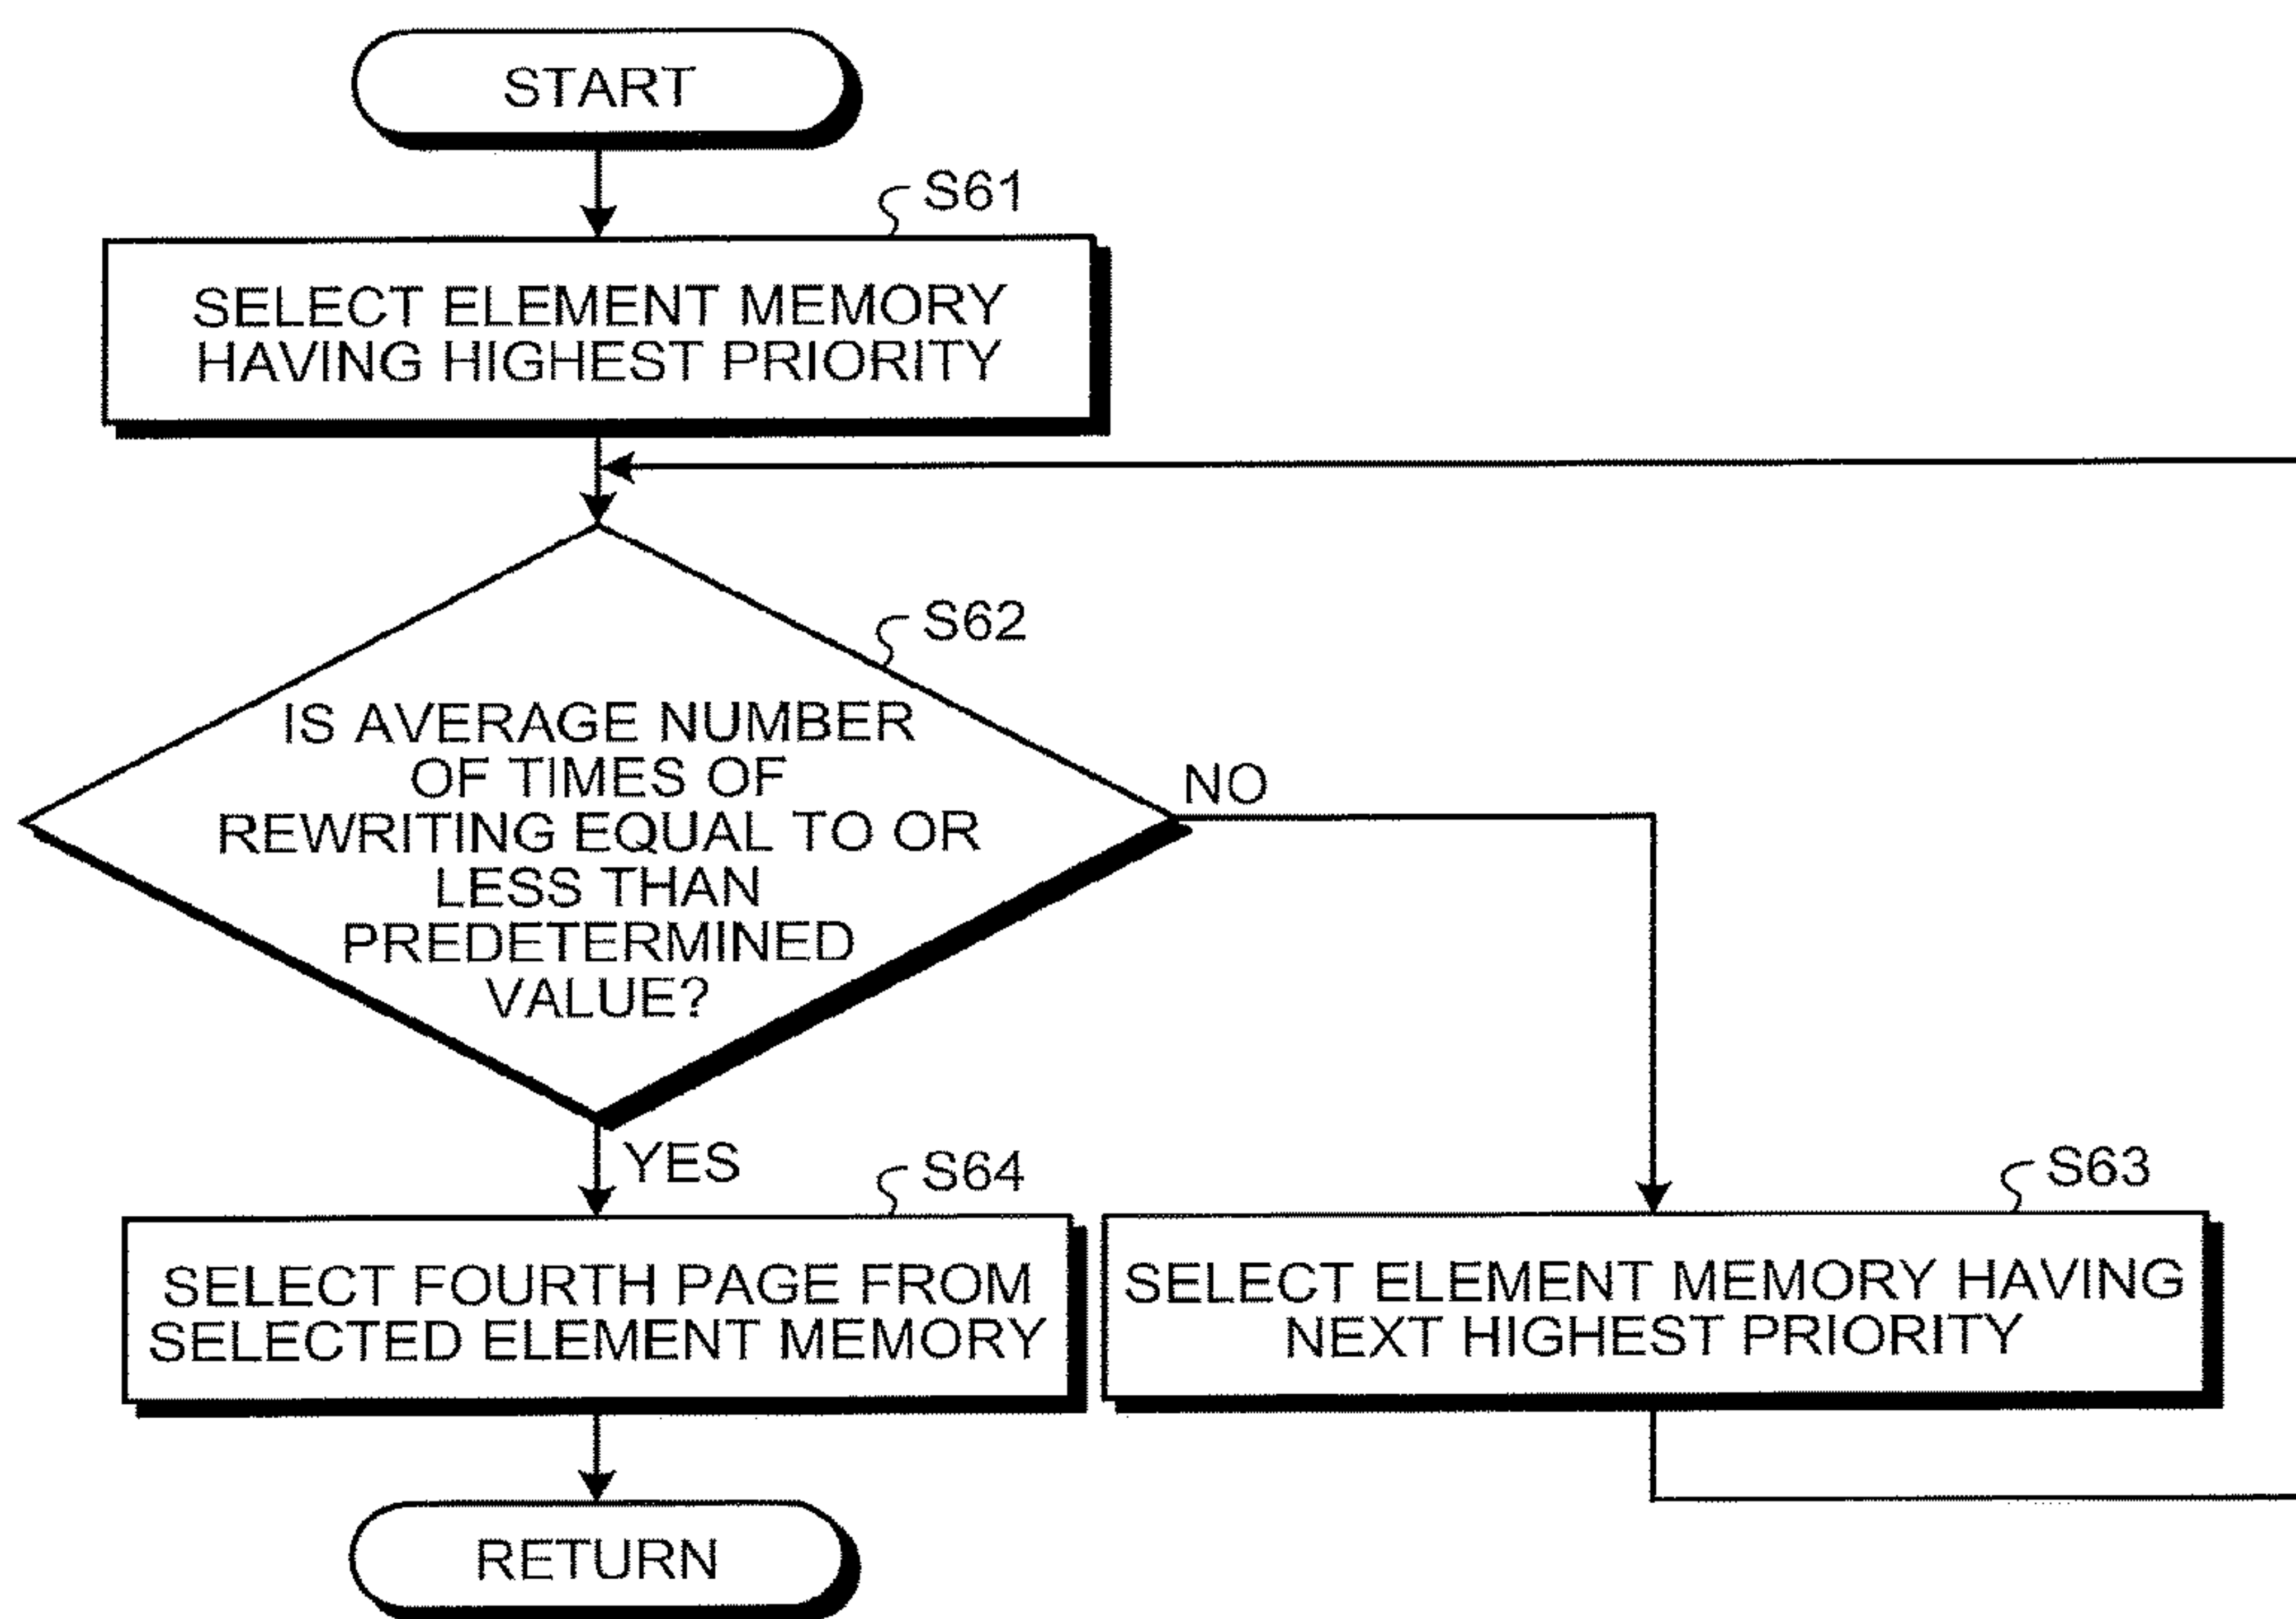 START
S61
SELECT ELEMENT MEMORY
HAVING HIGHEST PRIORITY
S62
IS AVERAGE NUMBER
OF TIMES OF
REWRITING EQUAL TO OR
LESS THAN
PREDETERMINED
VALUE?
NO
YES
S64
SELECT FOURTH PAGE FROM
SELECTED ELEMENT MEMORY
S63
SELECT ELEMENT MEMORY HAVING
NEXT HIGHEST PRIORITY
RETURN